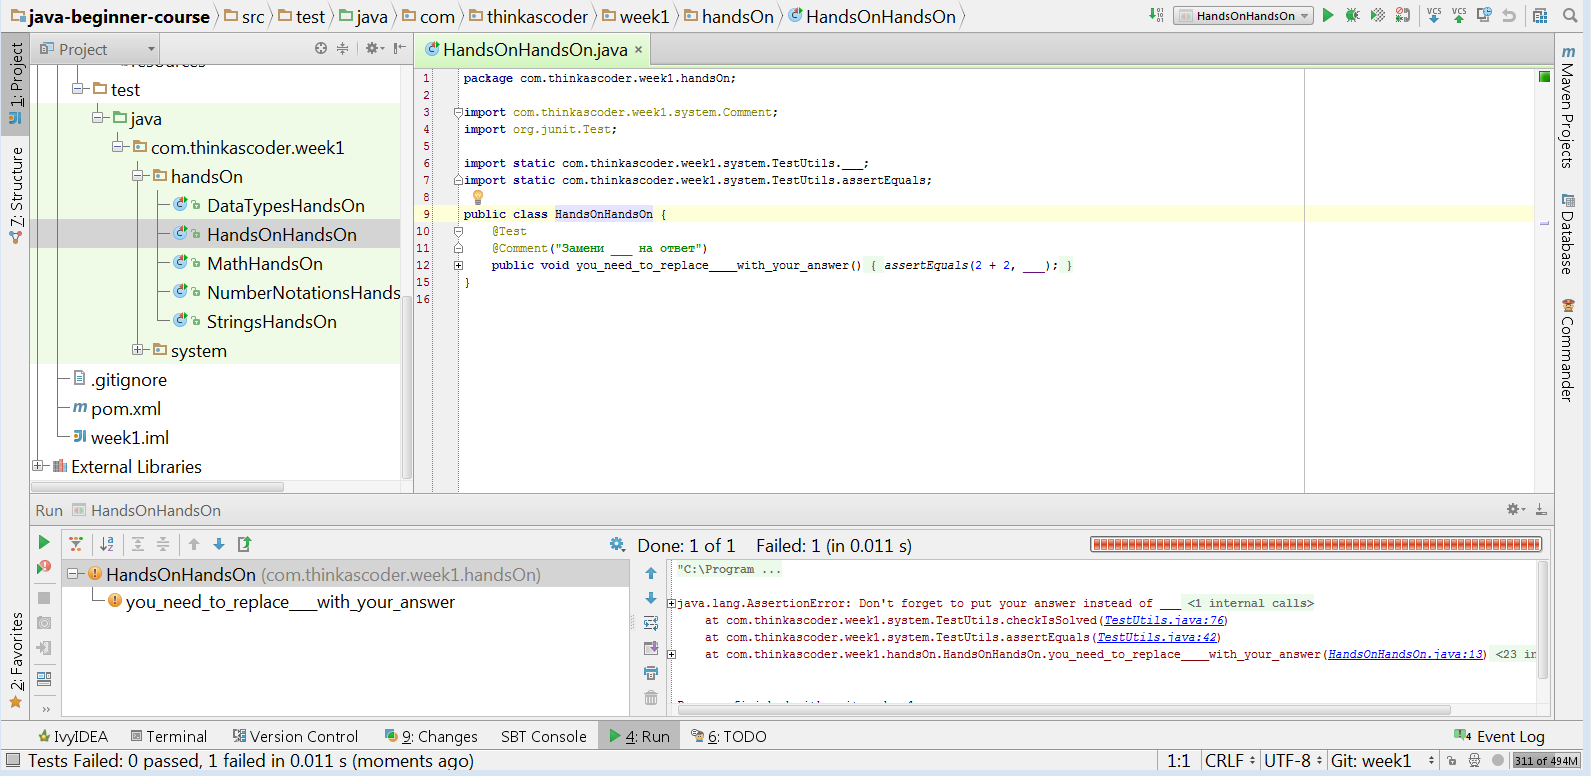 java-beginner-course src test java com thinkascoder week1 handsOn HandsOnHandsOn HandsOnHandsOn
Project
HandsOnHandsOn.java
1: Project
7: Structure
2: Favorites
test
java
com.thinkascoder.week1
handsOn
DataTypesHandsOn
HandsOnHandsOn
MathHandsOn
NumberNotationsHands
StringsHandsOn
system
.gitignore
pom.xml
week1.iml
External Libraries
1 package com.thinkascoder.week1.handsOn;
2
3 import com.thinkascoder.week1.system.Comment;
4 import org.junit.Test;
5
6 import static com.thinkascoder.week1.system.TestUtils.___;
7 import static com.thinkascoder.week1.system.TestUtils.assertEquals;
8
9 public class HandsOnHandsOn {
10 @Test
11 @Comment("Замени ___ на ответ")
12 public void you_need_to_replace____with_your_answer() { assertEquals(2 + 2, ___); }
15 }
16
Maven Projects
Database
Commander
Run HandsOnHandsOn
Done: 1 of 1 Failed: 1 (in 0.011 s)
HandsOnHandsOn (com.thinkascoder.week1.handsOn)
you_need_to_replace____with_your_answer
"C:\Program ...
java.lang.AssertionError: Don't forget to put your answer instead of ___ <1 internal calls>
at com.thinkascoder.week1.system.TestUtils.checkIsSolved(TestUtils.java:76)
at com.thinkascoder.week1.system.TestUtils.assertEquals(TestUtils.java:42)
at com.thinkascoder.week1.handsOn.HandsOnHandsOn.you_need_to_replace____with_your_answer(HandsOnHandsOn.java:13) <23 in
IvyIDEA Terminal Version Control 9: Changes SBT Console 4: Run 6: TODO 4 Event Log
Tests Failed: 0 passed, 1 failed in 0.011 s (moments ago) 1:1 CRLF UTF-8 Git: week1 311 of 494M